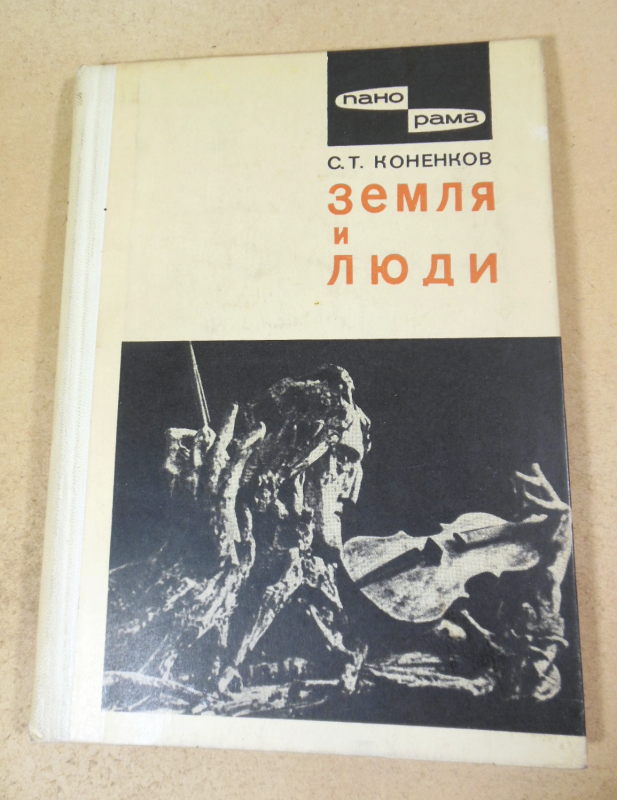 пано
рама
С.Т. КОНЕНКОВ
земля
и
люди